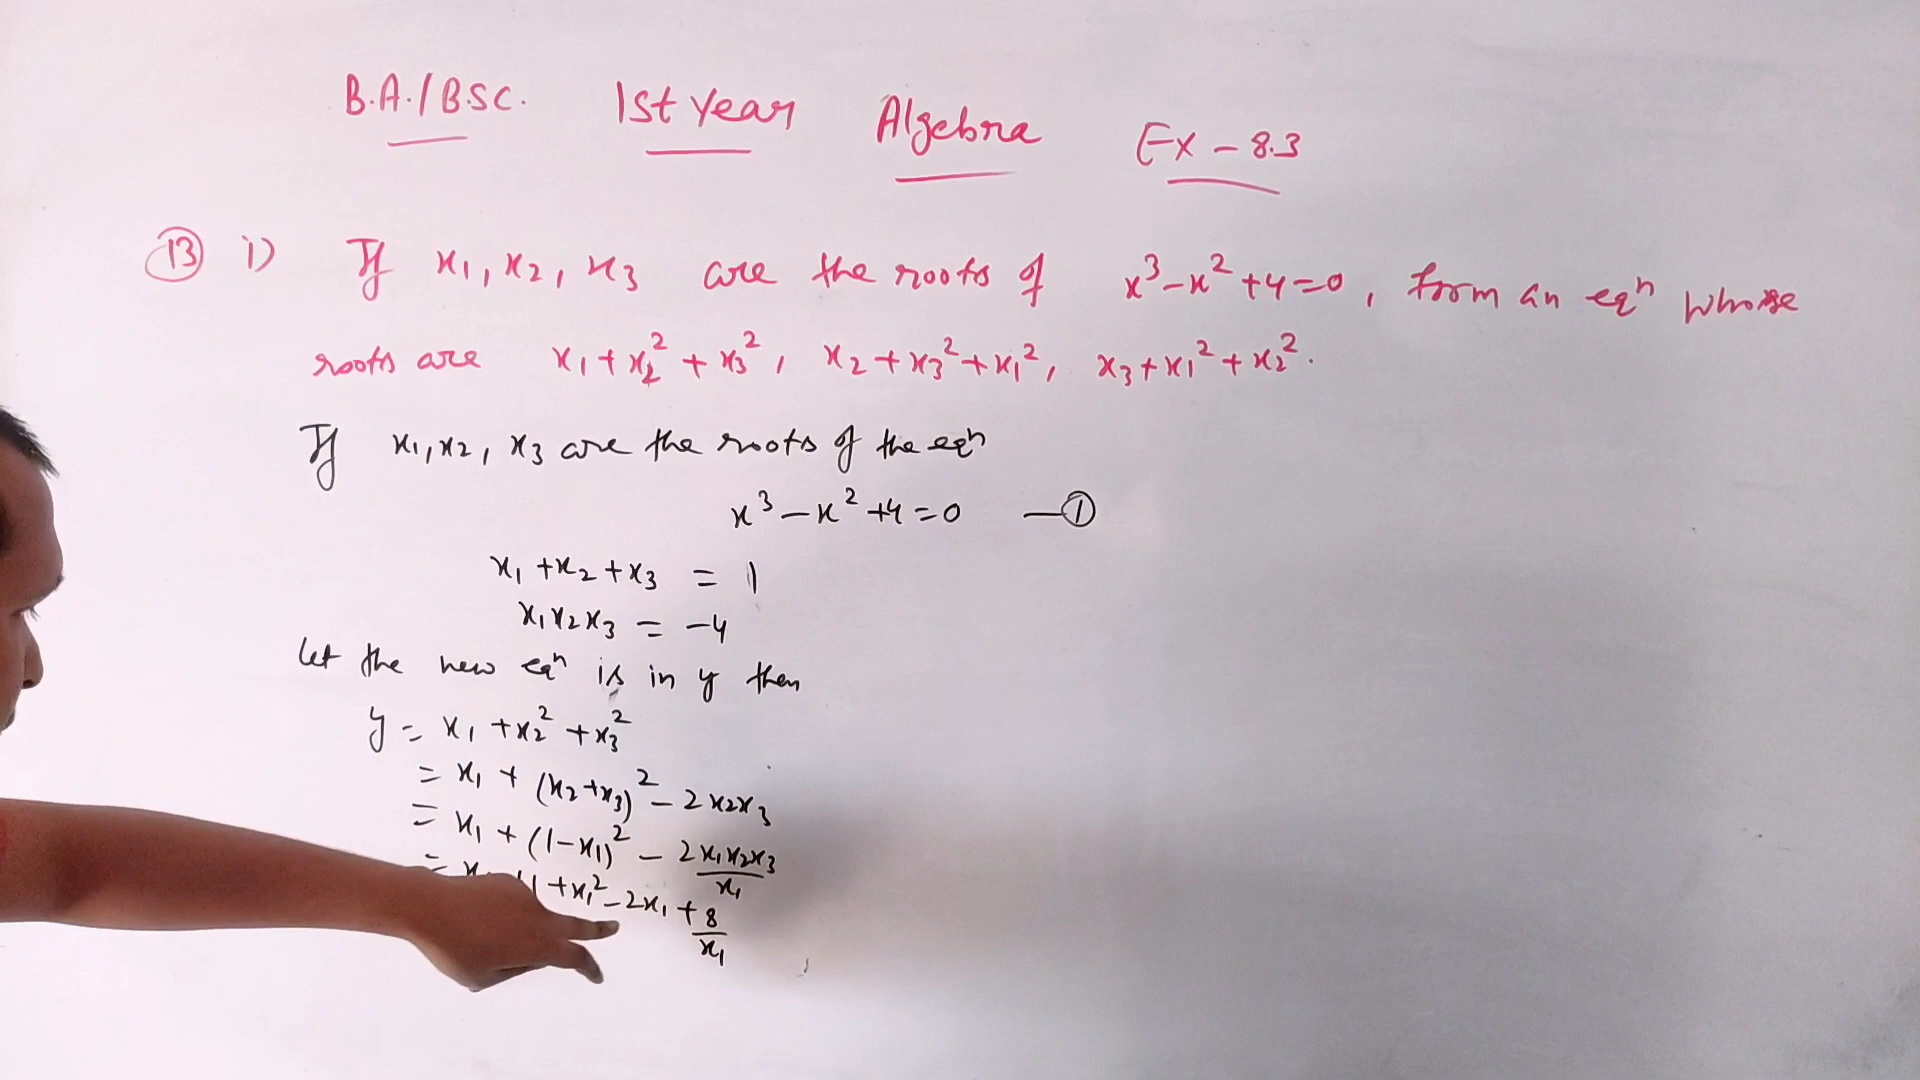 B.A./B.SC. 1st Year Algebra EX - 8.3
13 i) If x₁, x₂, x₃ are the roots of x³-x²+4=0, form an eqⁿ whose
roots are x₁+x₂²+x₃², x₂+x₃²+x₁², x₃+x₁²+x₂².
If x₁, x₂, x₃ are the roots of the eqⁿ
x³-x²+4=0 —①
x₁+x₂+x₃ = 1
x₁x₂x₃ = -4
let the new eqⁿ is in y then
y = x₁+x₂²+x₃²
= x₁ + (x₂+x₃)² - 2x₂x₃
= x₁ + (1-x₁)² - 2x₁x₂x₃/x₁
= +x₁² - 2x₁ + 8/x₁